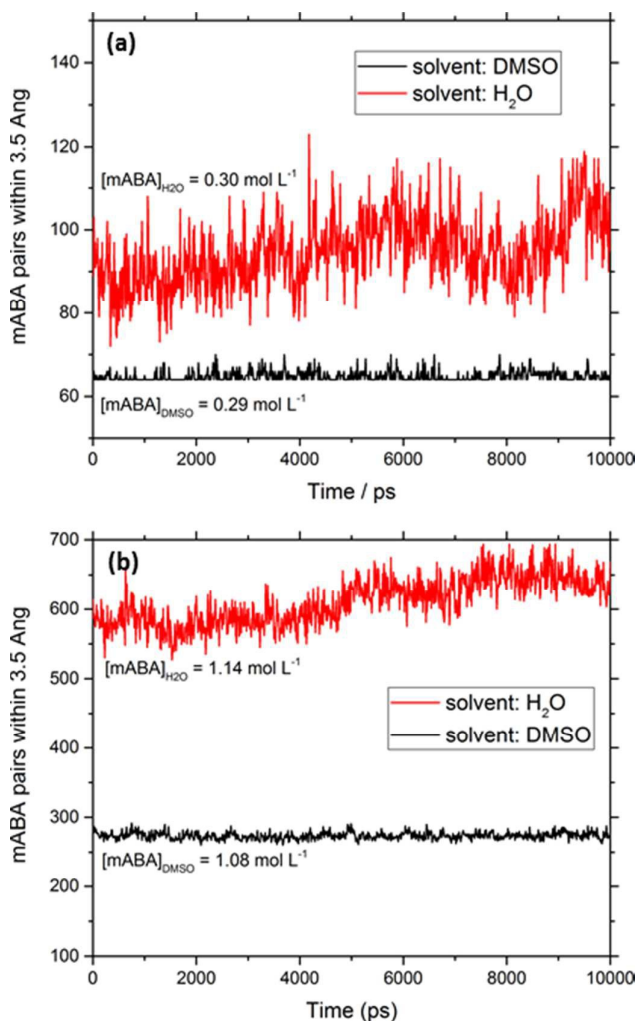 (a)
solvent: DMSO
solvent: H₂O
[mABA]H2O = 0.30 mol L⁻¹
[mABA]DMSO = 0.29 mol L⁻¹
mABA pairs within 3.5 Ang
140
120
100
80
60
0 2000 4000 6000 8000 10000
Time / ps
(b)
[mABA]H2O = 1.14 mol L⁻¹
solvent: H₂O
solvent: DMSO
[mABA]DMSO = 1.08 mol L⁻¹
mABA pairs within 3.5 Ang
700
600
500
400
300
200
100
0 2000 4000 6000 8000 10000
Time (ps)